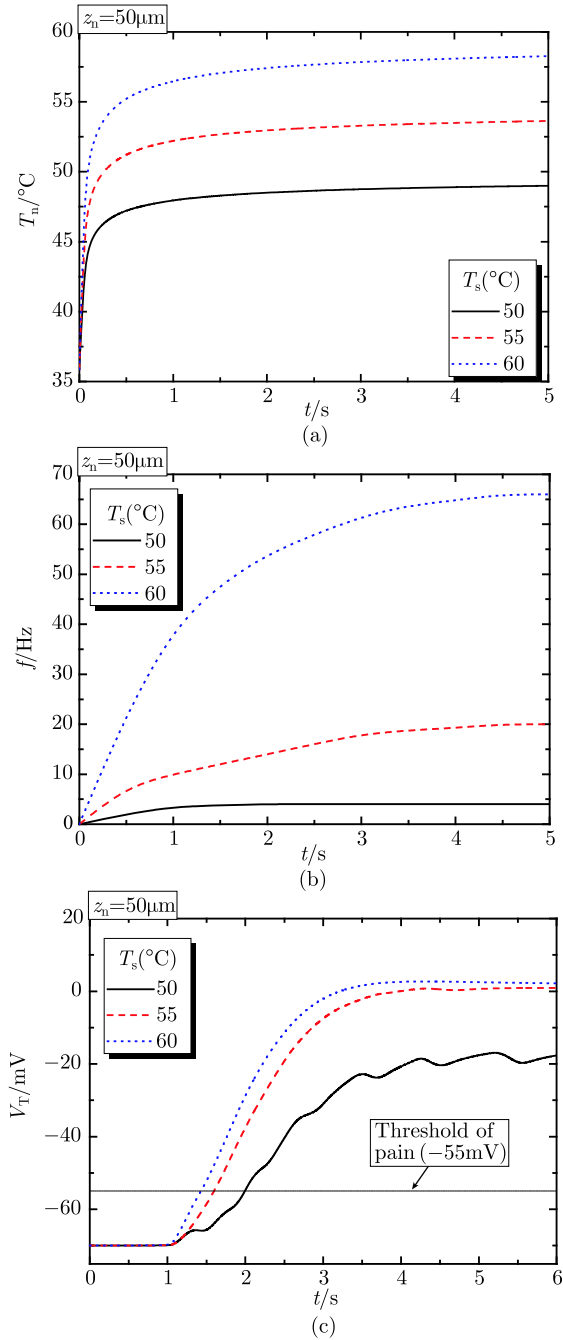 zn=50μm
60
55
50
45
40
35
Tn/°C
Ts(°C)
50
55
60
0 1 2 3 4 5
t/s
(a)
zn=50μm
70
60
50
40
30
20
10
0
f/Hz
Ts(°C)
50
55
60
0 1 2 3 4 5
t/s
(b)
zn=50μm
20
0
−20
−40
−60
VT/mV
Ts(°C)
50
55
60
Threshold of
pain (−55mV)
0 1 2 3 4 5 6
t/s
(c)